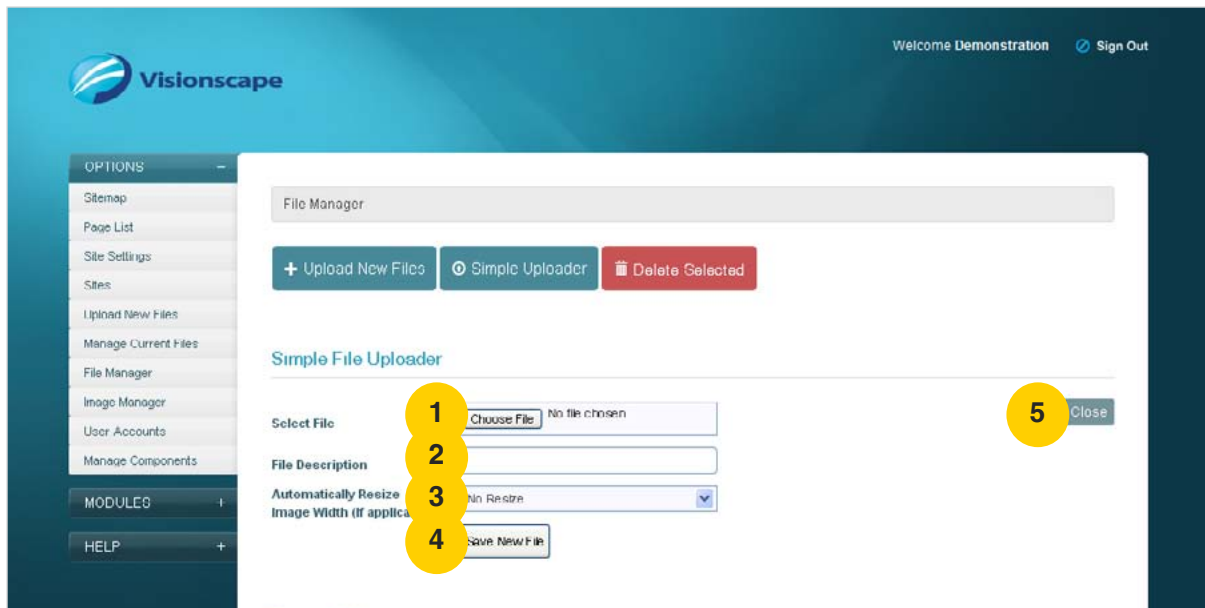 Welcome Demonstration Sign Out
Visionscape
OPTIONS –
Sitemap
Page List
Site Settings
Sites
Upload New Files
Manage Current Files
File Manager
Image Manager
User Accounts
Manage Components
MODULES +
HELP +
File Manager
+ Upload New Files
Simple Uploader
Delete Selected
Simple File Uploader
Select File 1 Choose File No file chosen
5 Close
File Description 2
Automatically Resize 3 No Resize
Image Width (If applica
4 Save New File